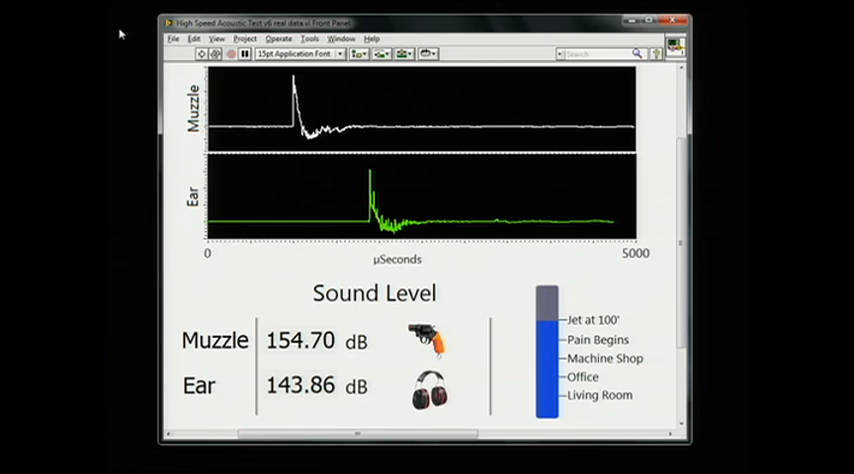 High Speed Acoustic Test v6 real data.vi Front Panel
File Edit View Project Operate Tools Window Help
15pt Application Font
Search
?
Muzzle
Ear
0
5000
µSeconds
Sound Level
Muzzle 154.70 dB
Ear 143.86 dB
Jet at 100'
Pain Begins
Machine Shop
Office
Living Room